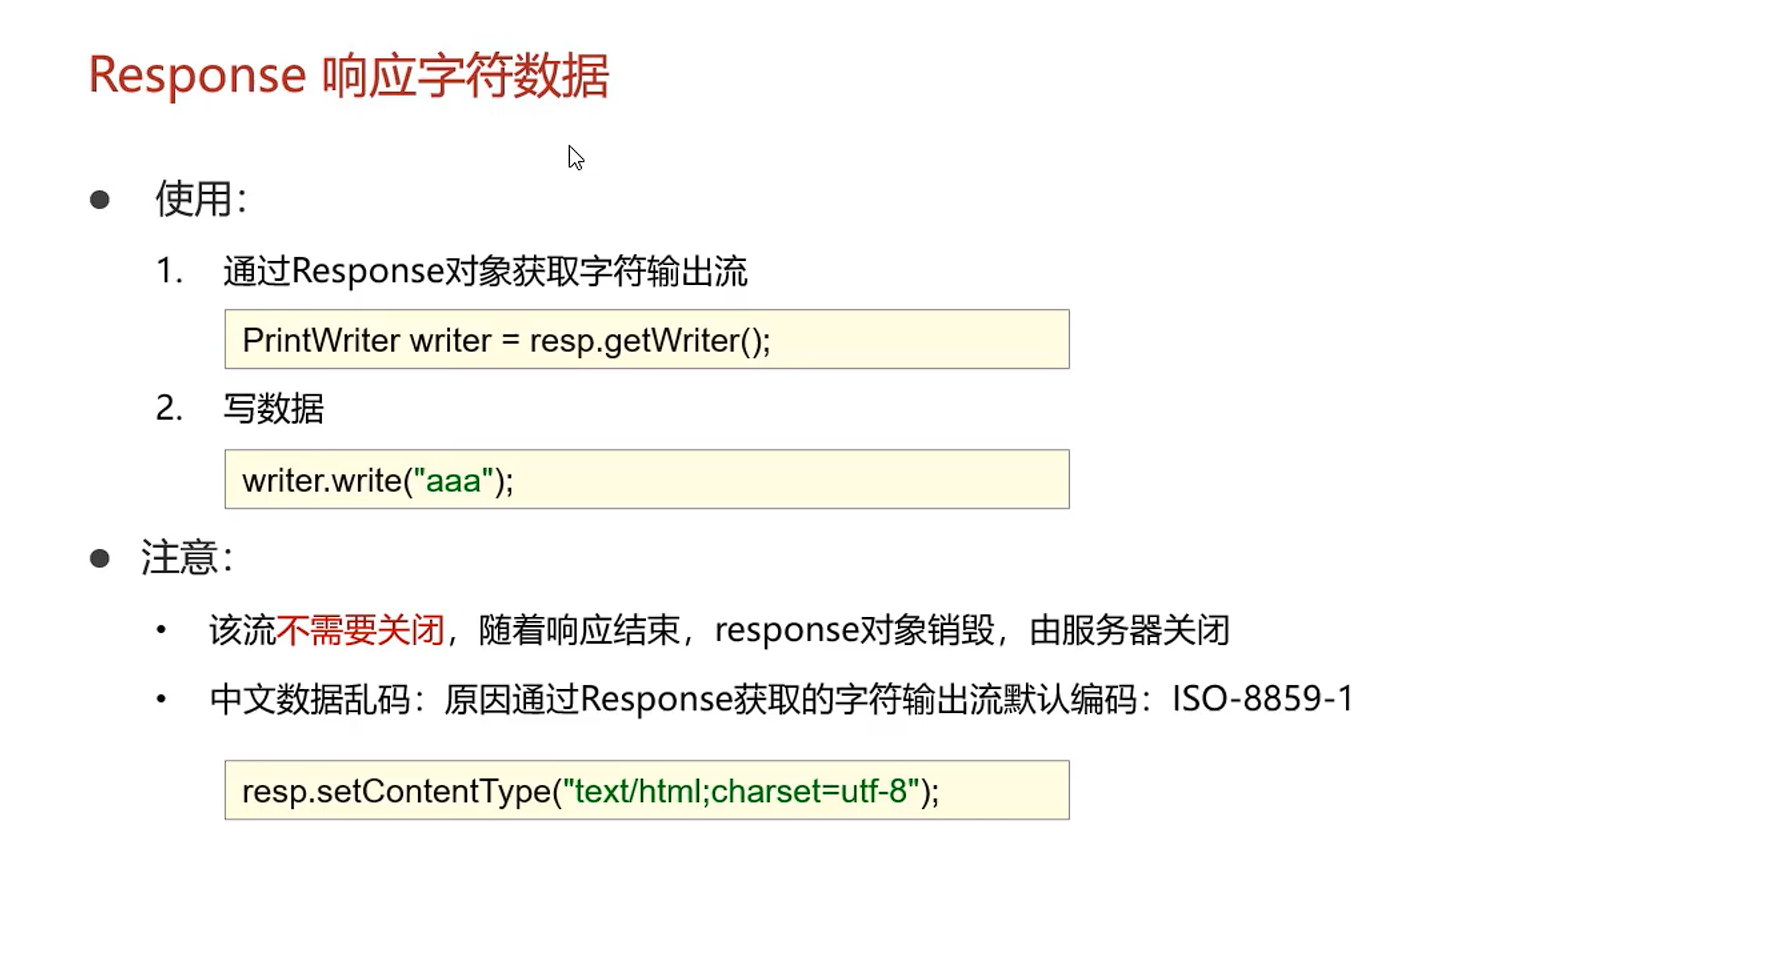 Response 响应字符数据
● 使用：
1. 通过Response对象获取字符输出流
PrintWriter writer = resp.getWriter();
2. 写数据
writer.write("aaa");
● 注意：
• 该流不需要关闭，随着响应结束，response对象销毁，由服务器关闭
• 中文数据乱码：原因通过Response获取的字符输出流默认编码：ISO-8859-1
resp.setContentType("text/html;charset=utf-8");